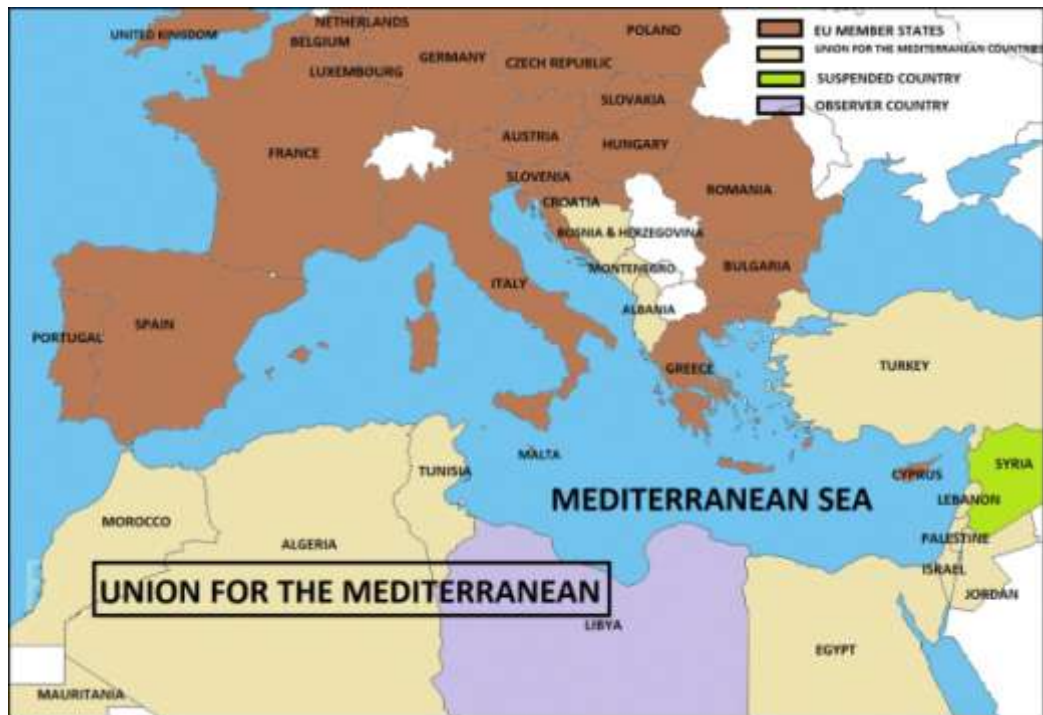 NETHERLANDS
UNITED KINGDOM
BELGIUM
POLAND
GERMANY
CZECH REPUBLIC
LUXEMBOURG
SLOVAKIA
AUSTRIA
HUNGARY
FRANCE
SLOVENIA
ROMANIA
CROATIA
BOSNIA & HERZEGOVINA
MONTENEGRO
BULGARIA
ITALY
ALBANIA
PORTUGAL
SPAIN
GREECE
TURKEY
MALTA
TUNISIA
CYPRUS
SYRIA
LEBANON
MEDITERRANEAN SEA
MOROCCO
ALGERIA
PALESTINE
ISRAEL
JORDAN
UNION FOR THE MEDITERRANEAN
LIBYA
EGYPT
MAURITANIA
EU MEMBER STATES
UNION FOR THE MEDITERRANEAN COUNTRIES
SUSPENDED COUNTRY
OBSERVER COUNTRY